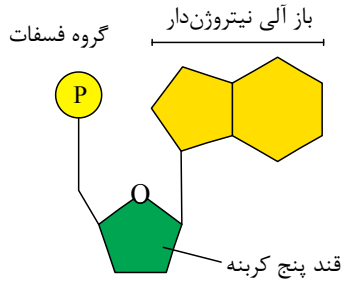 باز آلی نیتروژن‌دار
گروه فسفات
P
O
قند پنج کربنه